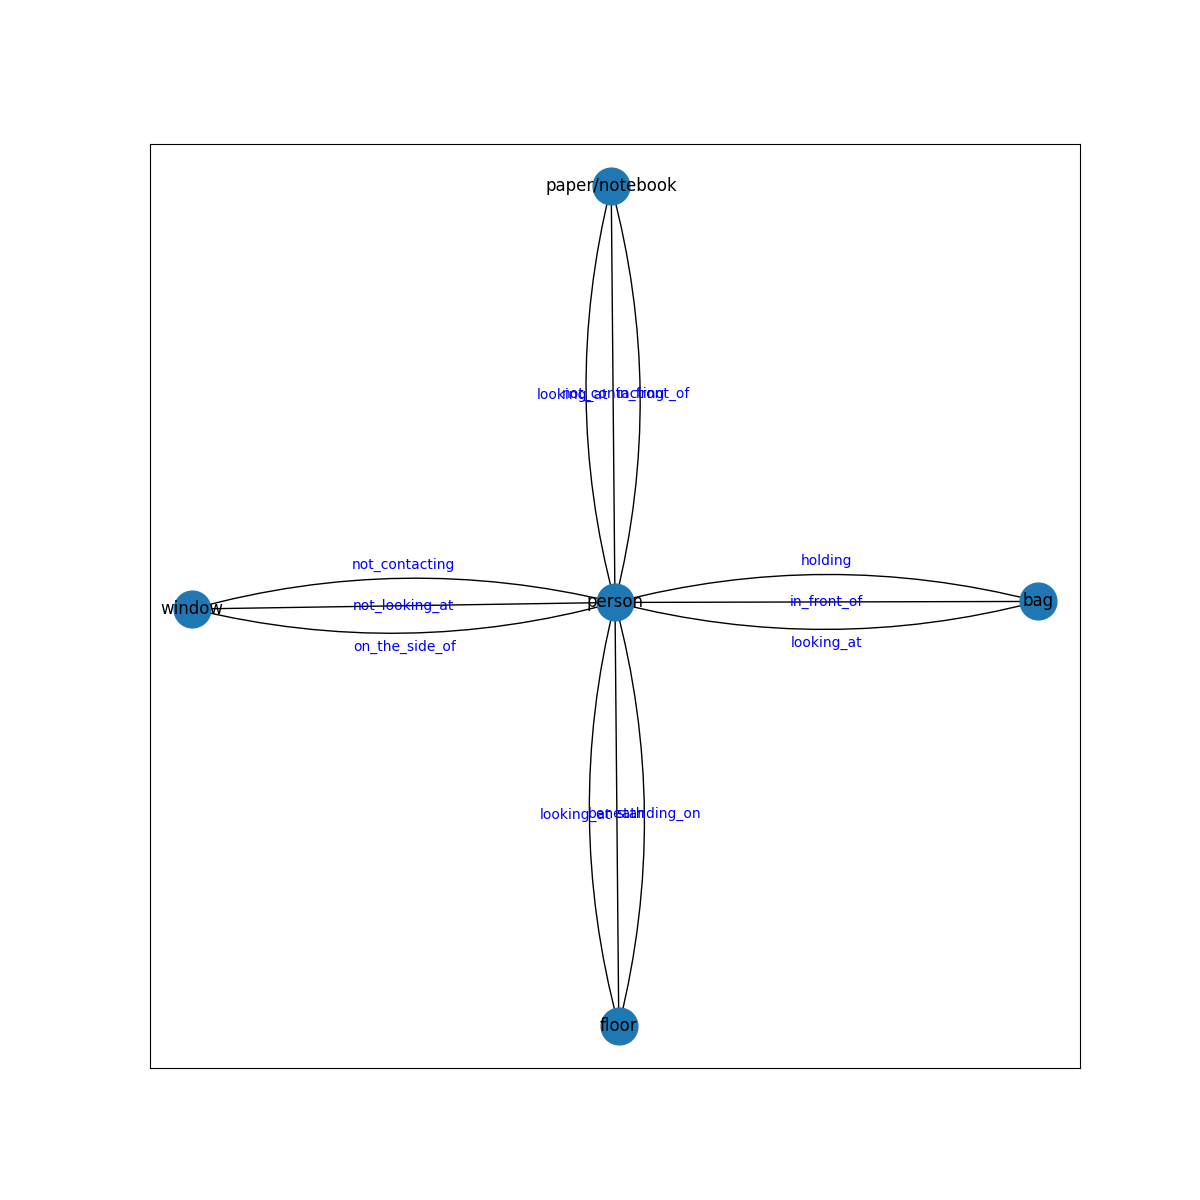 paper/notebook
looking_at
not_contacting
in_front_of
not_contacting
holding
window
not_looking_at
person
in_front_of
bag
on_the_side_of
looking_at
looking_at
beneath
standing_on
floor